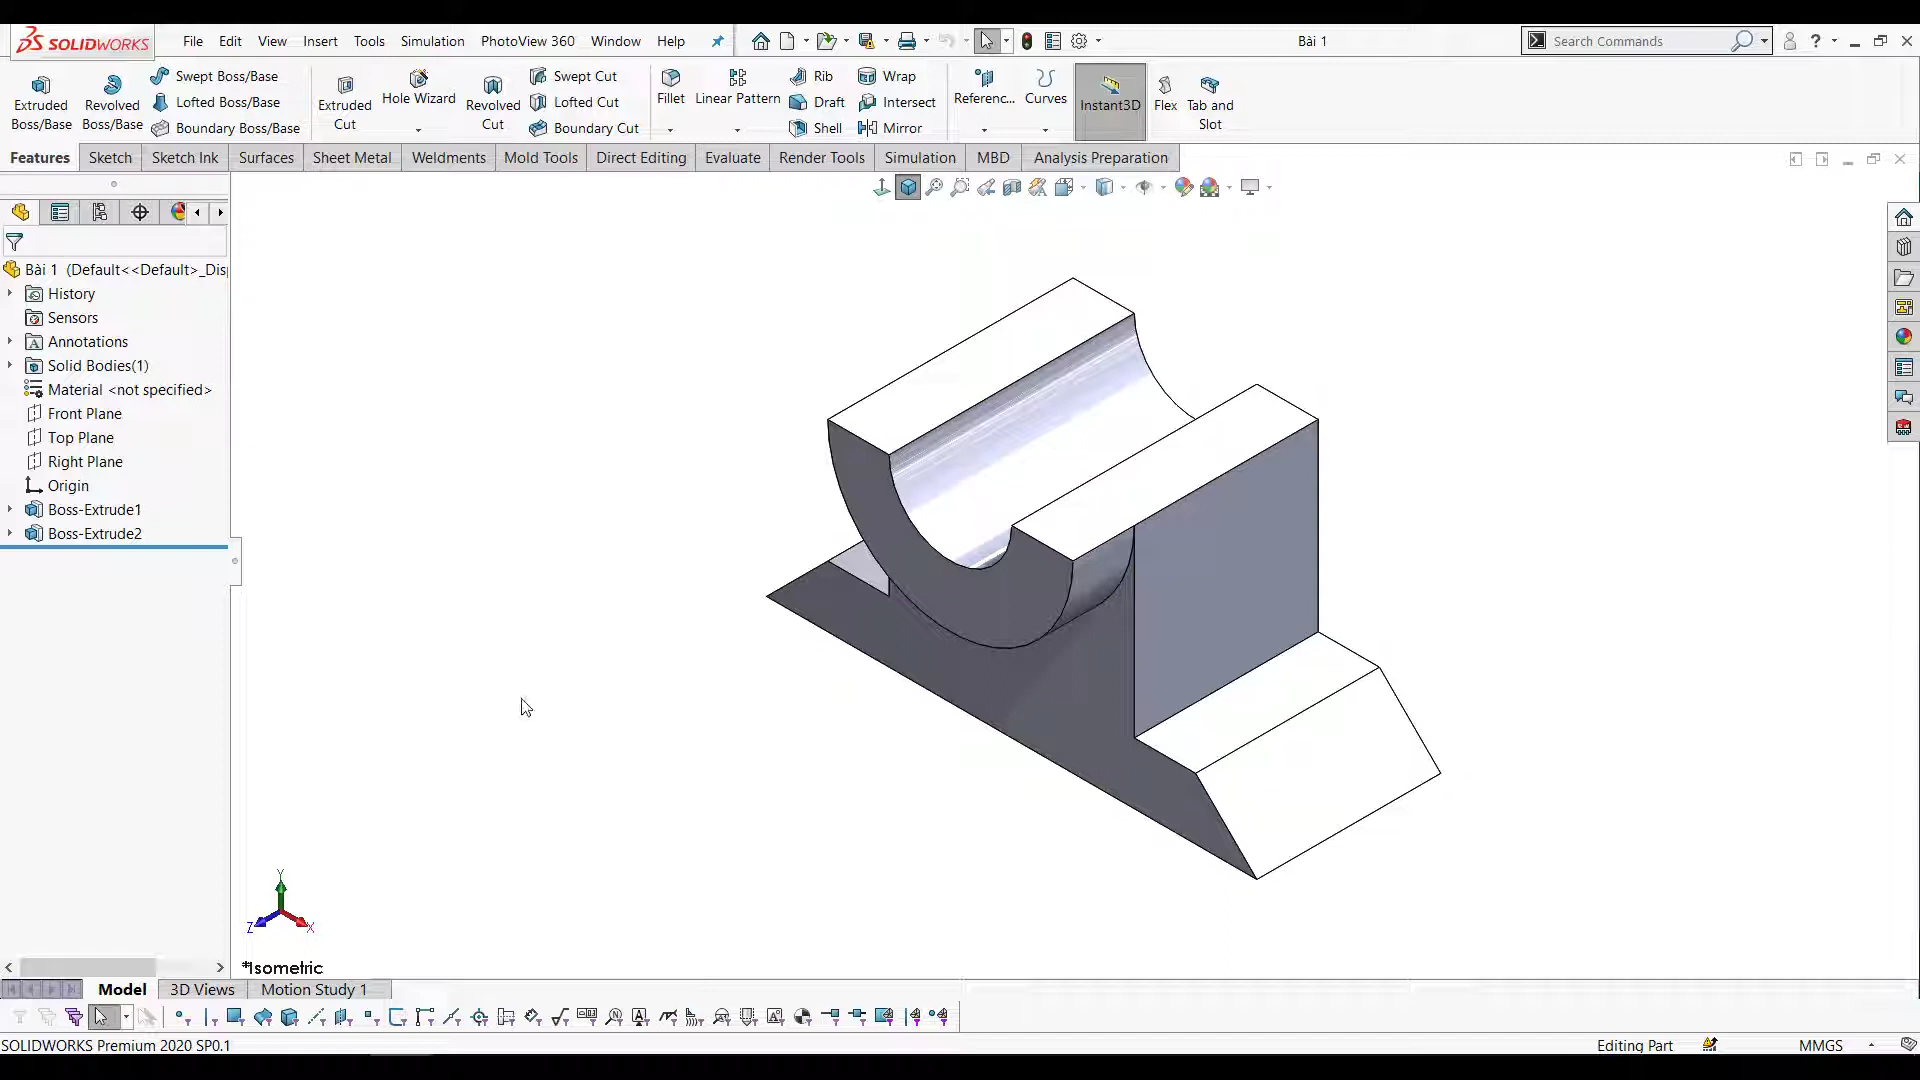 SOLIDWORKS File Edit View Insert Tools Simulation PhotoView 360 Window Help Bài 1 Search Commands
Extruded Boss/Base
Revolved Boss/Base
Swept Boss/Base
Lofted Boss/Base
Boundary Boss/Base
Extruded Cut
Hole Wizard
Revolved Cut
Swept Cut
Lofted Cut
Boundary Cut
Fillet
Linear Pattern
Rib
Draft
Shell
Wrap
Intersect
Mirror
Referenc...
Curves
Instant3D
Flex
Tab and Slot
Features Sketch Sketch Ink Surfaces Sheet Metal Weldments Mold Tools Direct Editing Evaluate Render Tools Simulation MBD Analysis Preparation
Bài 1 (Default<<Default>_Dis
History
Sensors
Annotations
Solid Bodies(1)
Material <not specified>
Front Plane
Top Plane
Right Plane
Origin
Boss-Extrude1
Boss-Extrude2
Y
Z X
*Isometric
Model 3D Views Motion Study 1
SOLIDWORKS Premium 2020 SP0.1 Editing Part MMGS